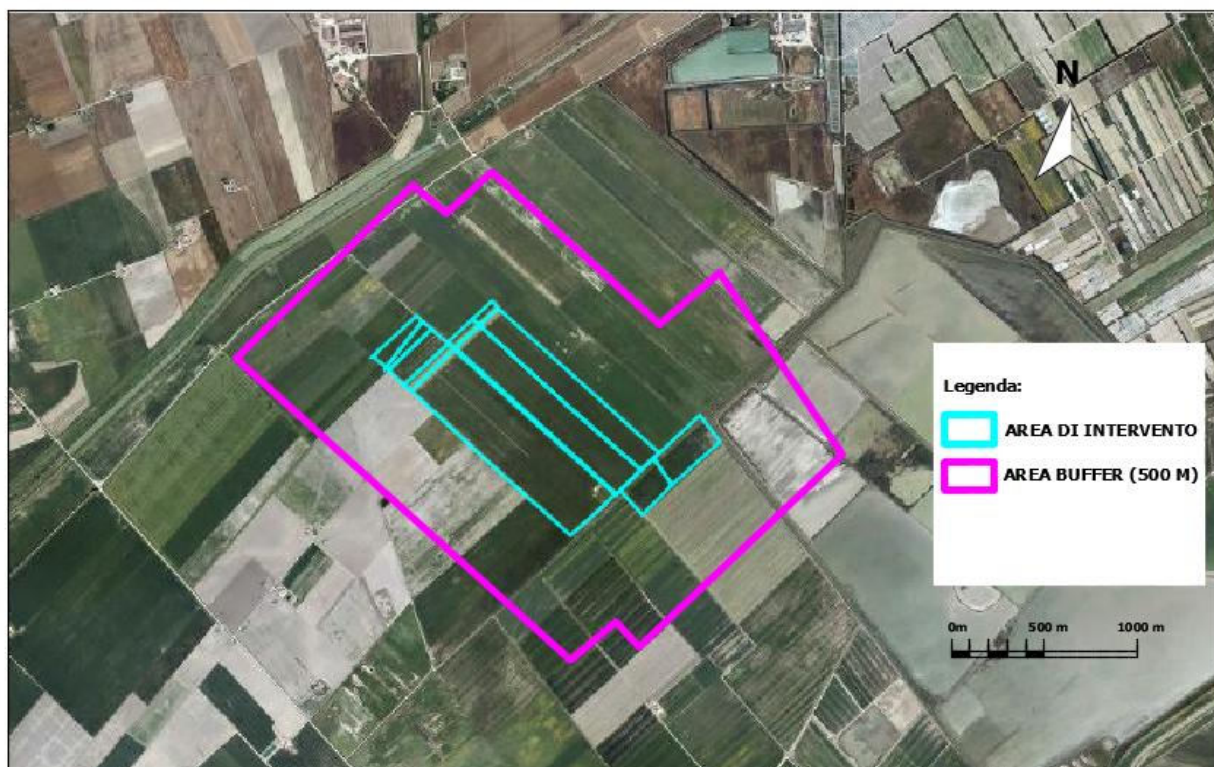 N
Legenda:
AREA DI INTERVENTO
AREA BUFFER (500 M)
0m 500 m 1000 m